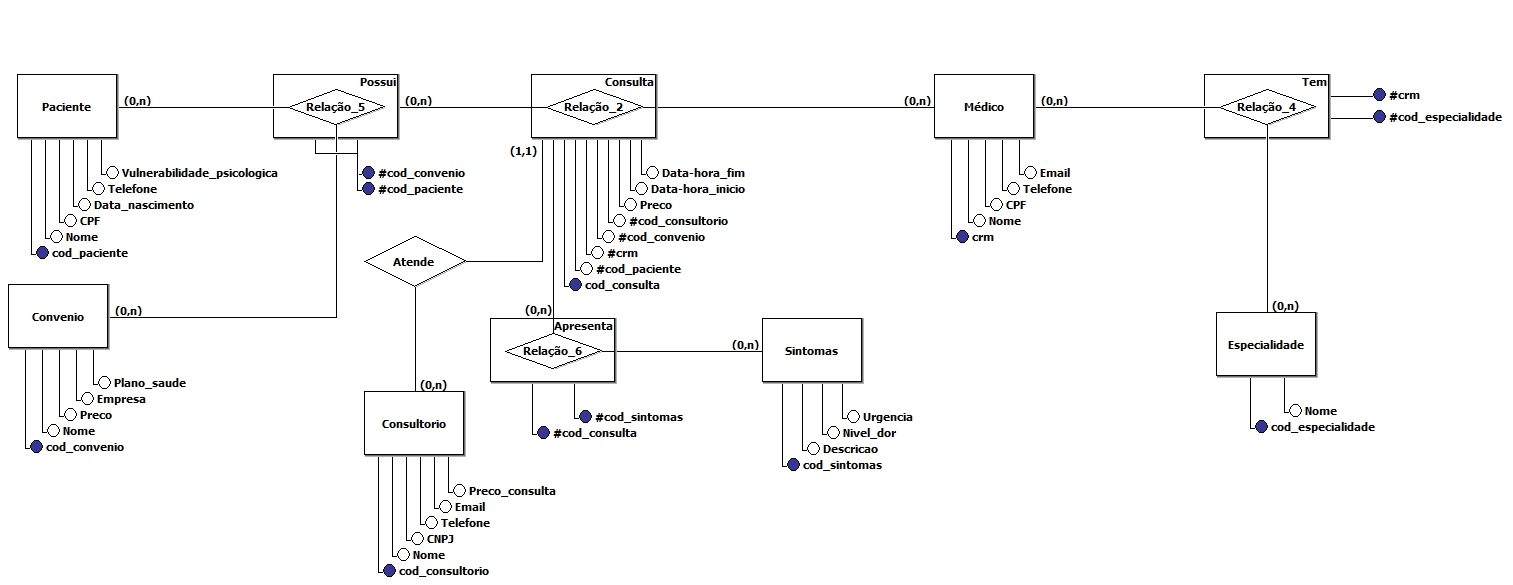 Paciente
(0,n)
Possui
Relação_5
(0,n)
Consulta
Relação_2
(0,n)
Médico
(0,n)
Tem
Relação_4
#crm
#cod_especialidade
Vulnerabilidade_psicologica
Telefone
Data_nascimento
CPF
Nome
cod_paciente
#cod_convenio
#cod_paciente
(1,1)
Data-hora_fim
Data-hora_inicio
Preco
#cod_consultorio
#cod_convenio
#crm
#cod_paciente
cod_consulta
Email
Telefone
CPF
Nome
crm
Atende
Convenio
(0,n)
Plano_saude
Empresa
Preco
Nome
cod_convenio
(0,n)
Apresenta
Relação_6
(0,n)
Sintomas
#cod_sintomas
#cod_consulta
Urgencia
Nivel_dor
Descricao
cod_sintomas
(0,n)
Especialidade
Nome
cod_especialidade
(0,n)
Consultorio
Preco_consulta
Email
Telefone
CNPJ
Nome
cod_consultorio